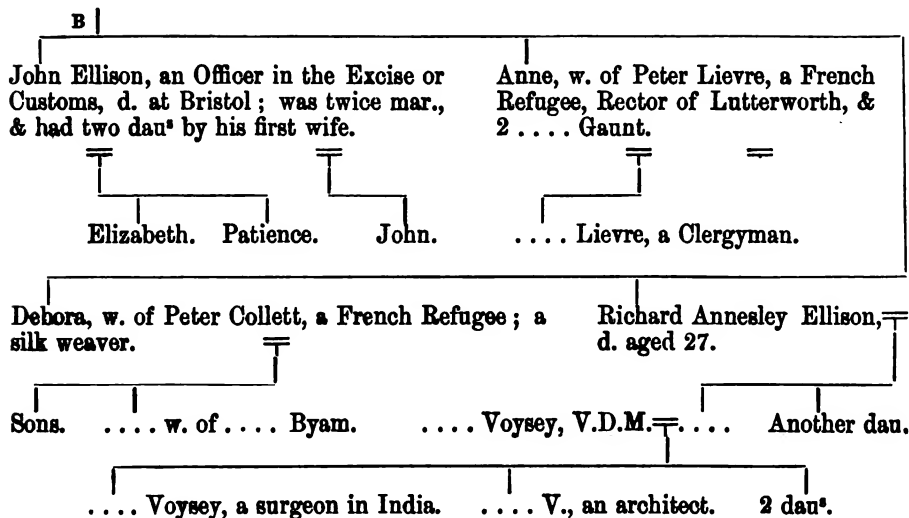 B
John Ellison, an Officer in the Excise or
Customs, d. at Bristol; was twice mar.,
& had two dauˢ by his first wife.
Anne, w. of Peter Lievre, a French
Refugee, Rector of Lutterworth, &
2 .... Gaunt.
Elizabeth. Patience. John. .... Lievre, a Clergyman.
Debora, w. of Peter Collett, a French Refugee; a
silk weaver.
Richard Annesley Ellison,
d. aged 27.
Sons. .... w. of .... Byam. .... Voysey, V.D.M. .... Another dau.
.... Voysey, a surgeon in India. .... V., an architect. 2 dauˢ.